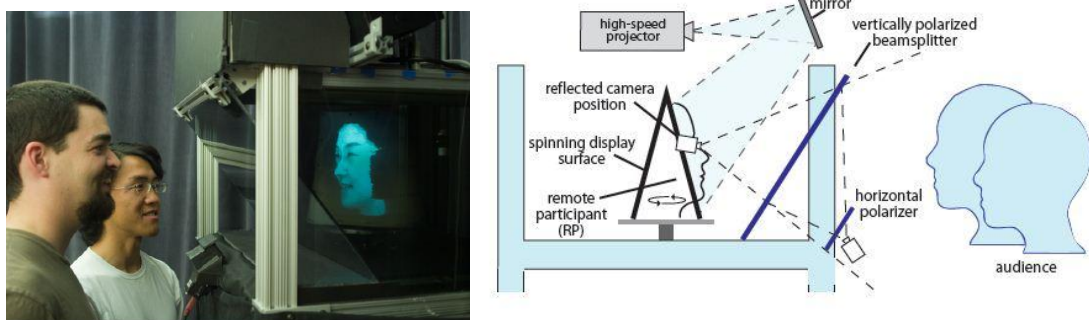 high-speed
projector
mirror
vertically polarized
beamsplitter
reflected camera
position
spinning display
surface
remote
participant
(RP)
horizontal
polarizer
audience